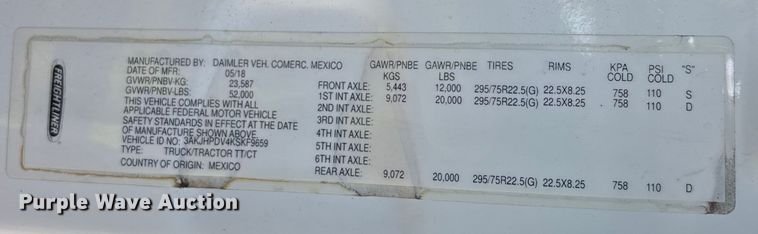 FREIGHTLINER
MANUFACTURED BY: DAIMLER VEH. COMERC. MEXICO
DATE OF MFR: 05/18
GVWR/PNBV-KG: 23,587
GVWR/PNBV-LBS: 52,000
THIS VEHICLE COMPLIES WITH ALL
APPLICABLE FEDERAL MOTOR VEHICLE
SAFETY STANDARDS IN EFFECT AT THE DATE
OF MANUFACTURE SHOWN ABOVE.
VEHICLE ID NO: 3AKJHPDV4KSKF9659
TYPE: TRUCK/TRACTOR TT/CT
COUNTRY OF ORIGIN: MEXICO
GAWR/PNBE GAWR/PNBE TIRES RIMS KPA PSI "S"
KGS LBS COLD COLD
FRONT AXLE: 5,443 12,000 295/75R22.5(G) 22.5X8.25 758 110 S
1ST INT AXLE: 9,072 20,000 295/75R22.5(G) 22.5X8.25 758 110 D
2ND INT AXLE:
3RD INT AXLE:
4TH INT AXLE:
5TH INT AXLE:
6TH INT AXLE:
REAR AXLE: 9,072 20,000 295/75R22.5(G) 22.5X8.25 758 110 D
Purple Wave Auction